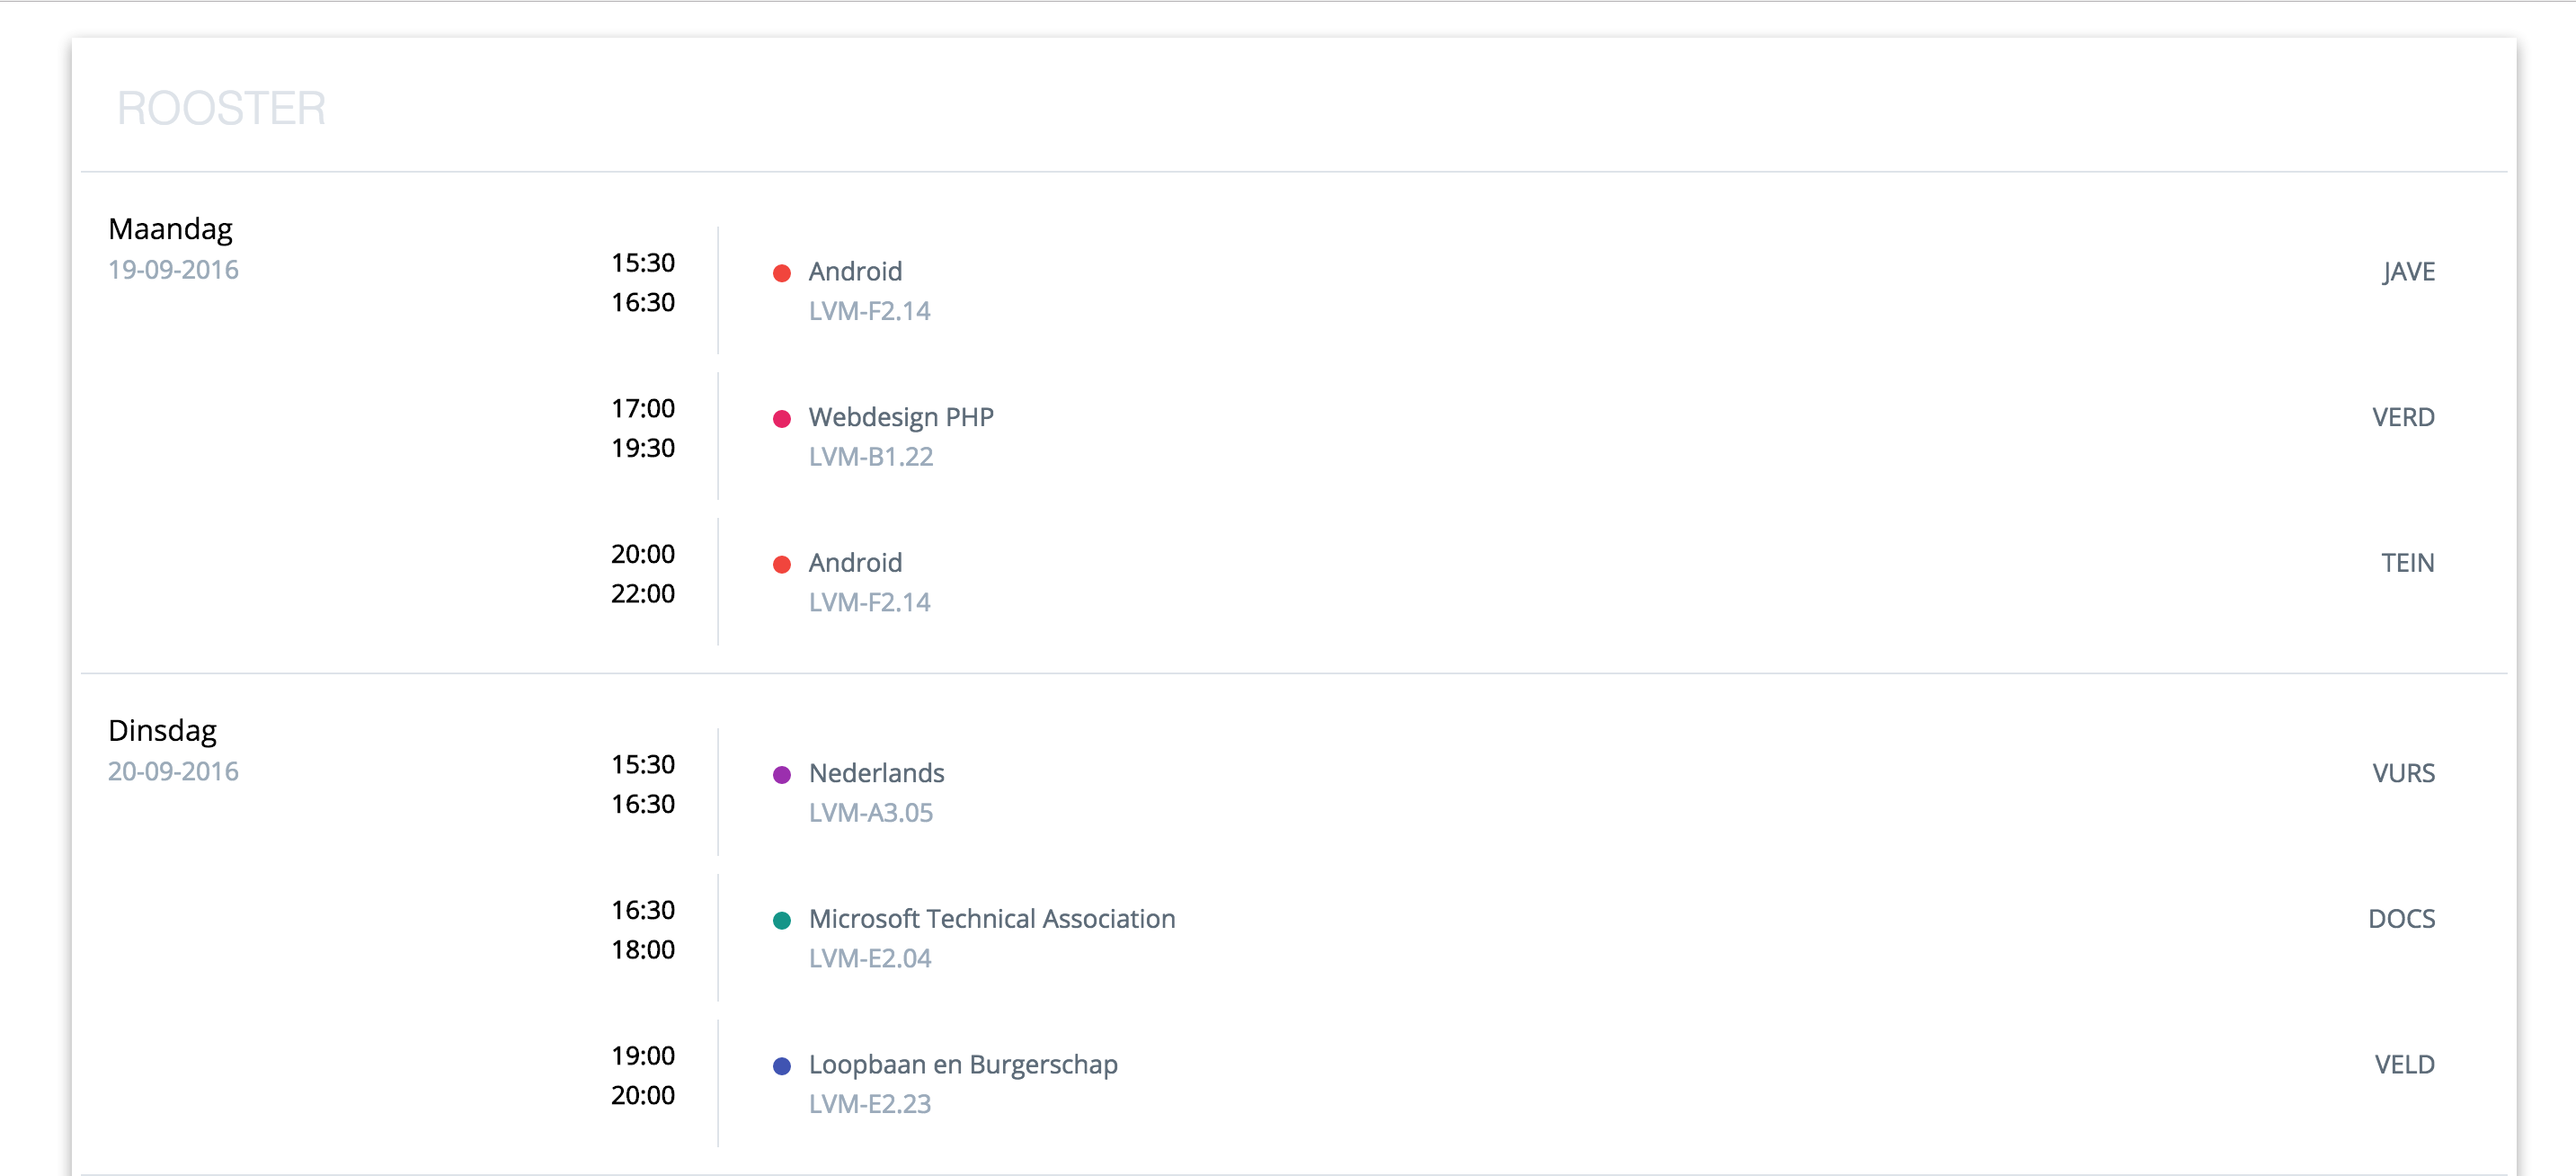 ROOSTER
Maandag
19-09-2016
15:30
16:30
Android
LVM-F2.14
JAVE
17:00
19:30
Webdesign PHP
LVM-B1.22
VERD
20:00
22:00
Android
LVM-F2.14
TEIN
Dinsdag
20-09-2016
15:30
16:30
Nederlands
LVM-A3.05
VURS
16:30
18:00
Microsoft Technical Association
LVM-E2.04
DOCS
19:00
20:00
Loopbaan en Burgerschap
LVM-E2.23
VELD